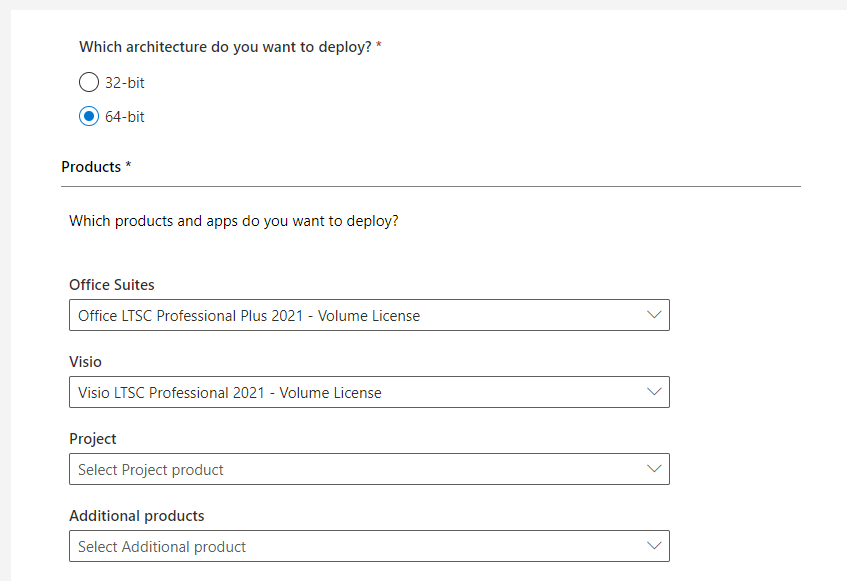 Which architecture do you want to deploy? *
32-bit
64-bit
Products *
Which products and apps do you want to deploy?
Office Suites
Office LTSC Professional Plus 2021 - Volume License
Visio
Visio LTSC Professional 2021 - Volume License
Project
Select Project product
Additional products
Select Additional product